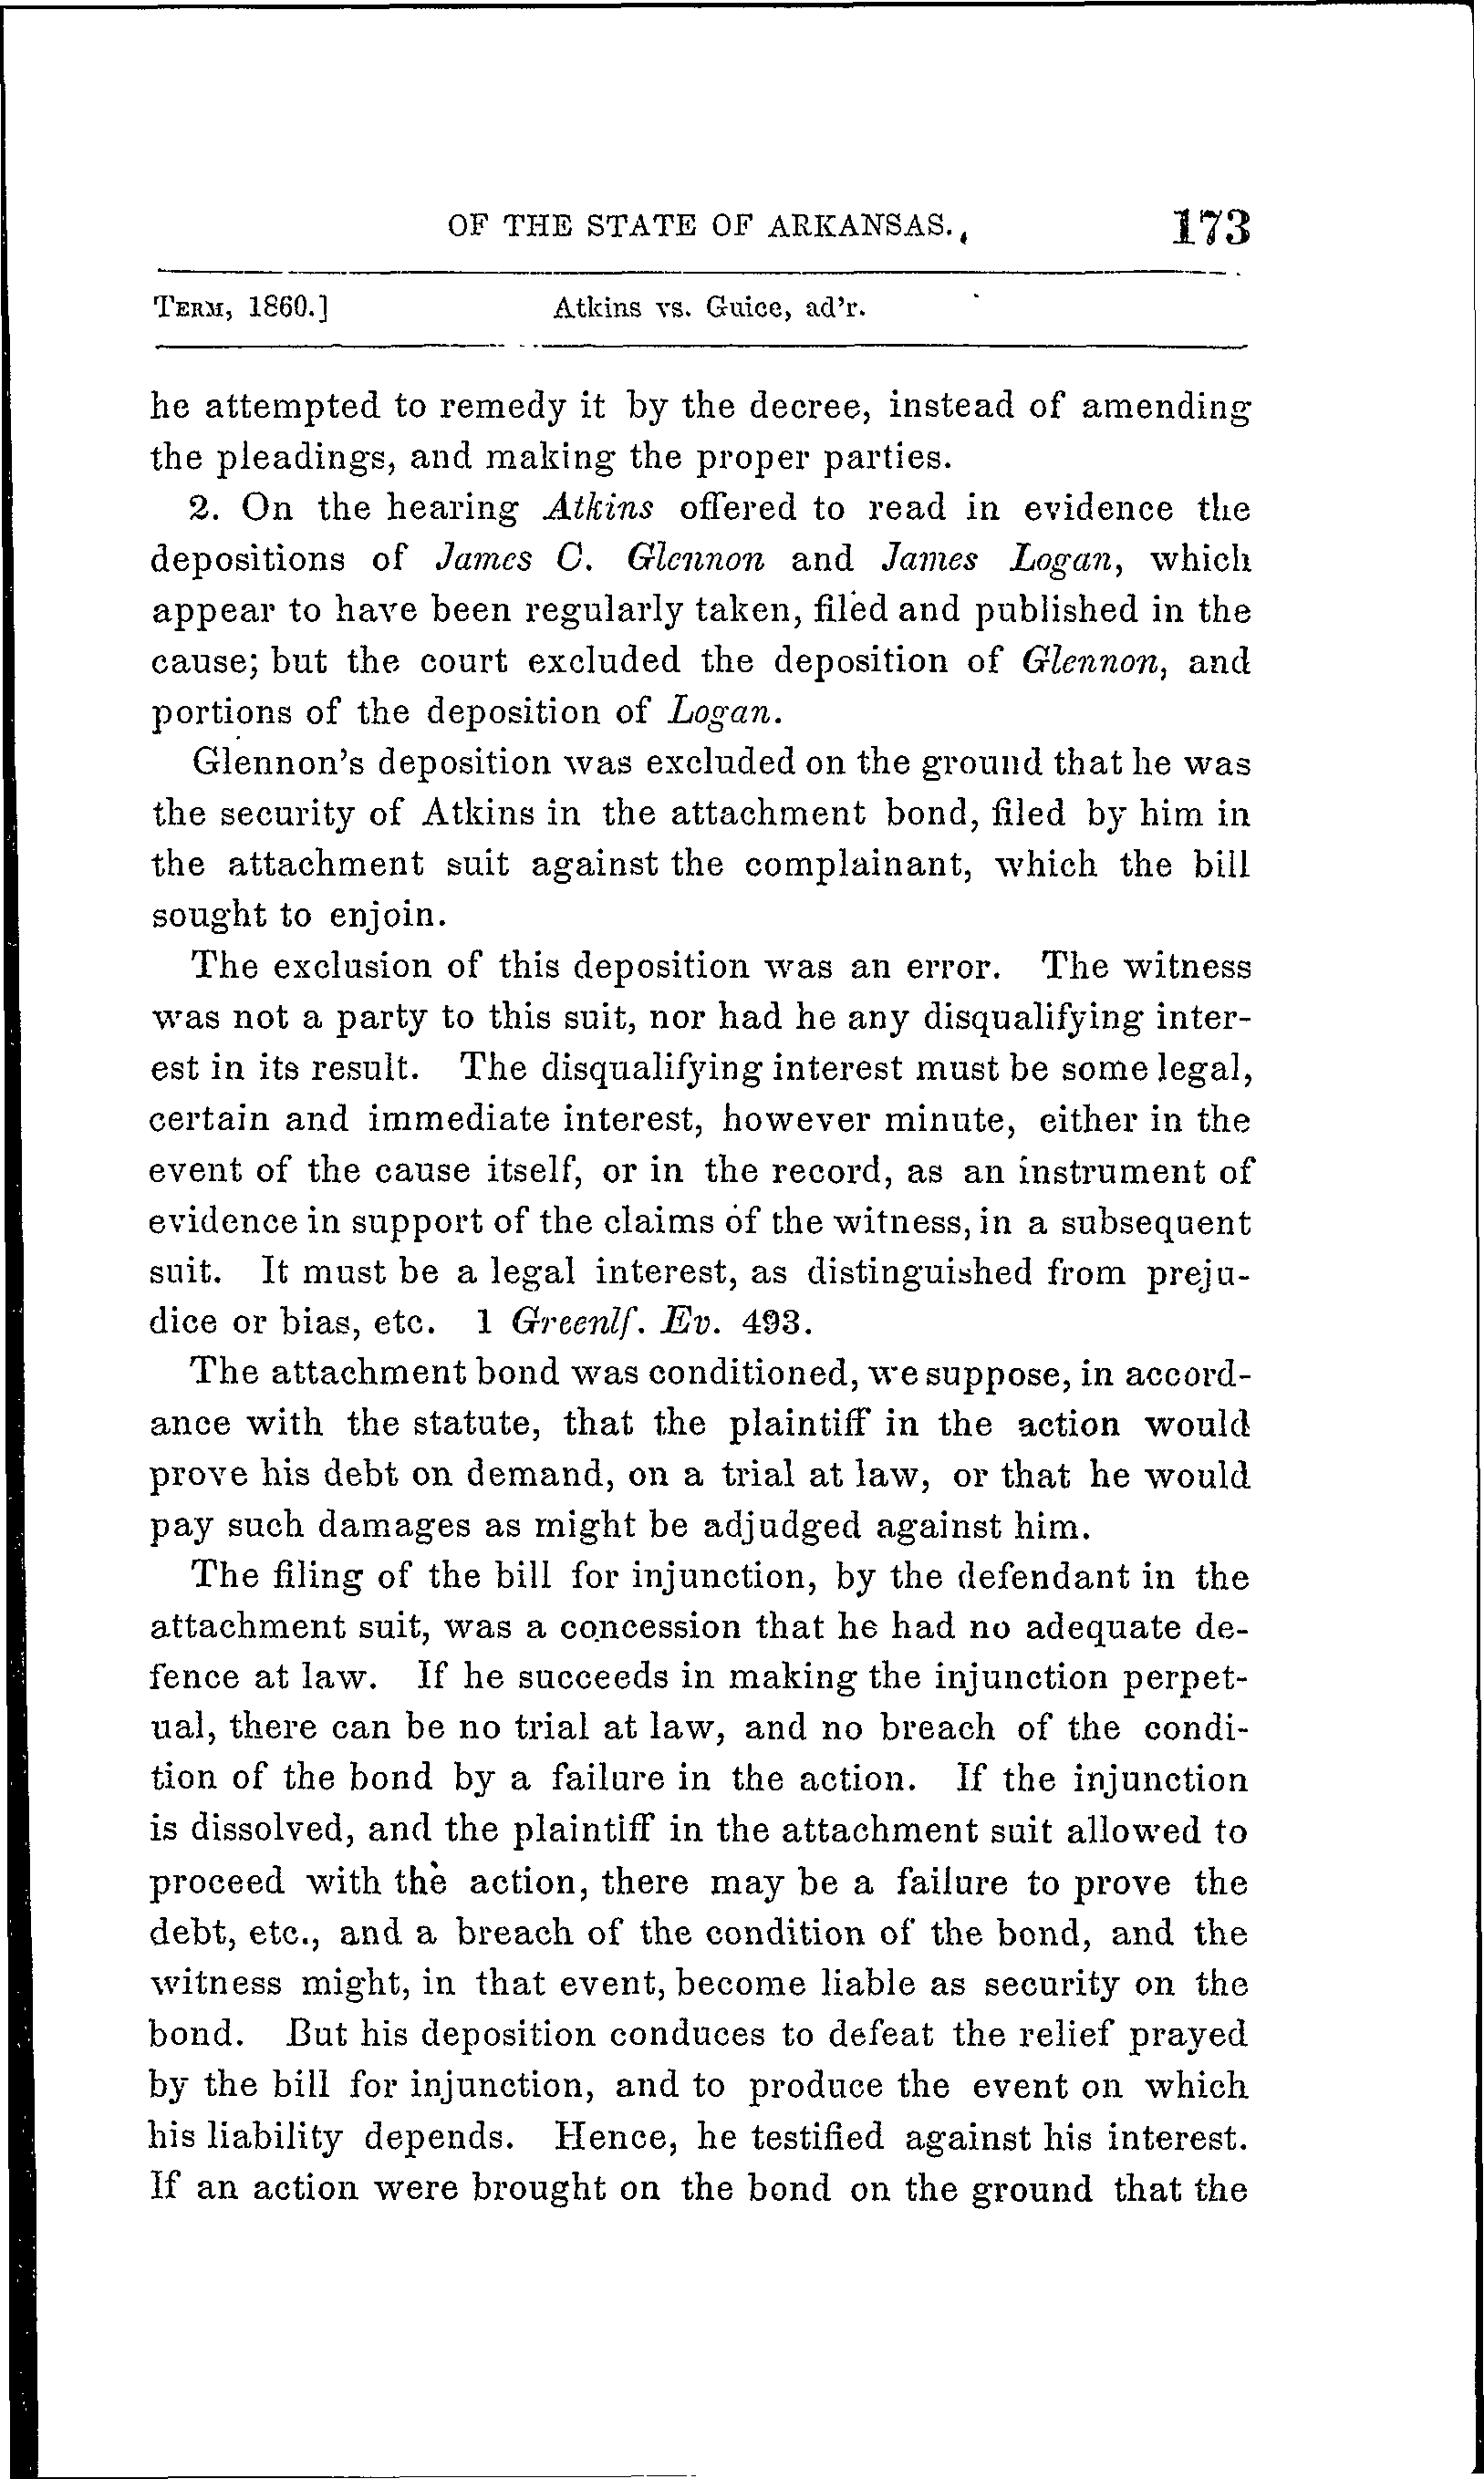 OF THE STATE OF ARKANSAS. 173
TERM, 1860.] Atkins vs. Guice, ad'r.
he attempted to remedy it by the decree, instead of amending
the pleadings, and making the proper parties.
2. On the hearing Atkins offered to read in evidence the
depositions of James C. Glennon and James Logan, which
appear to have been regularly taken, filed and published in the
cause; but the court excluded the deposition of Glennon, and
portions of the deposition of Logan.
Glennon's deposition was excluded on the ground that he was
the security of Atkins in the attachment bond, filed by him in
the attachment suit against the complainant, which the bill
sought to enjoin.
The exclusion of this deposition was an error. The witness
was not a party to this suit, nor had he any disqualifying inter-
est in its result. The disqualifying interest must be some legal,
certain and immediate interest, however minute, either in the
event of the cause itself, or in the record, as an instrument of
evidence in support of the claims of the witness, in a subsequent
suit. It must be a legal interest, as distinguished from preju-
dice or bias, etc. 1 Greenlf. Ev. 493.
The attachment bond was conditioned, we suppose, in accord-
ance with the statute, that the plaintiff in the action would
prove his debt on demand, on a trial at law, or that he would
pay such damages as might be adjudged against him.
The filing of the bill for injunction, by the defendant in the
attachment suit, was a concession that he had no adequate de-
fence at law. If he succeeds in making the injunction perpet-
ual, there can be no trial at law, and no breach of the condi-
tion of the bond by a failure in the action. If the injunction
is dissolved, and the plaintiff in the attachment suit allowed to
proceed with the action, there may be a failure to prove the
debt, etc., and a breach of the condition of the bond, and the
witness might, in that event, become liable as security on the
bond. But his deposition conduces to defeat the relief prayed
by the bill for injunction, and to produce the event on which
his liability depends. Hence, he testified against his interest.
If an action were brought on the bond on the ground that the